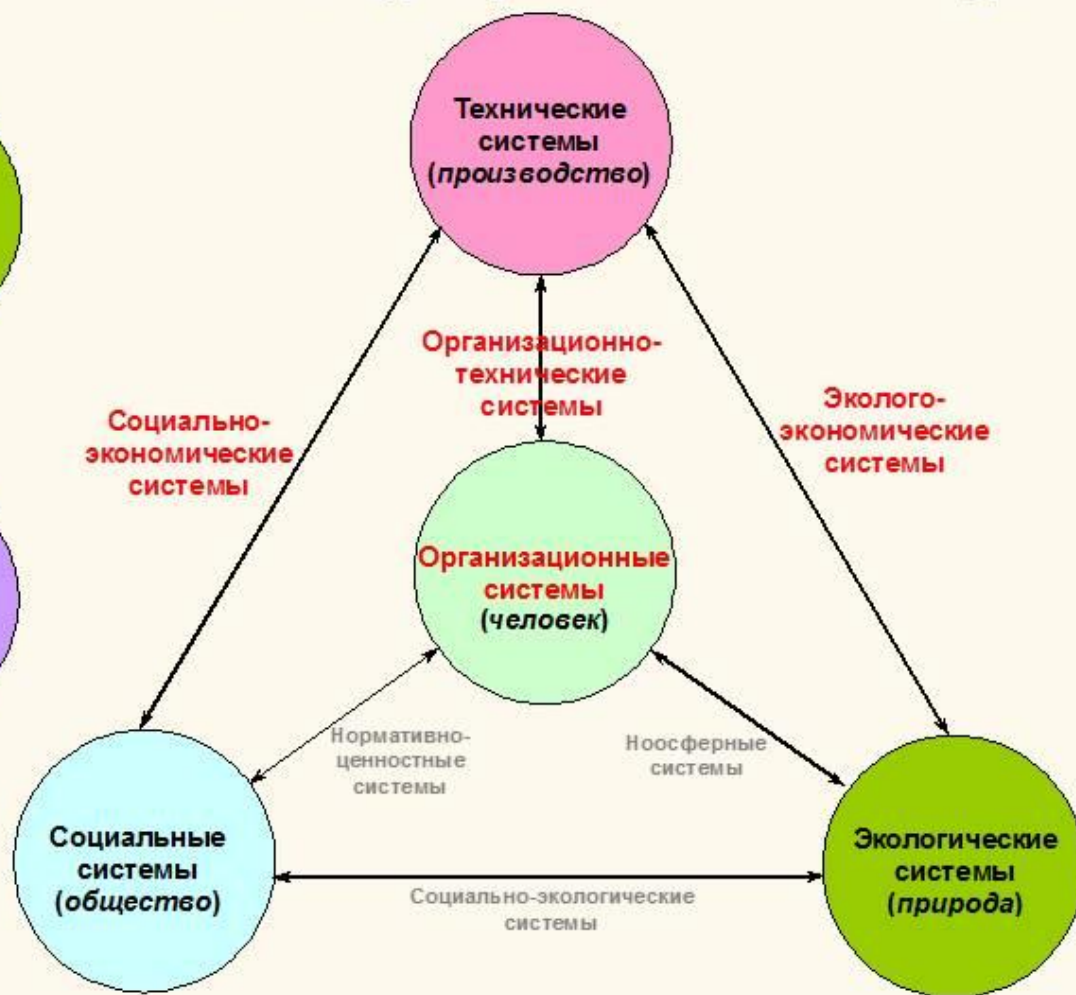 Технические
системы
(производство)
Организационно-
технические
системы
Социально-
экономические
системы
Эколого-
экономические
системы
Организационные
системы
(человек)
Нормативно-
ценностные
системы
Ноосферные
системы
Социальные
системы
(общество)
Экологические
системы
(природа)
Социально-экологические
системы